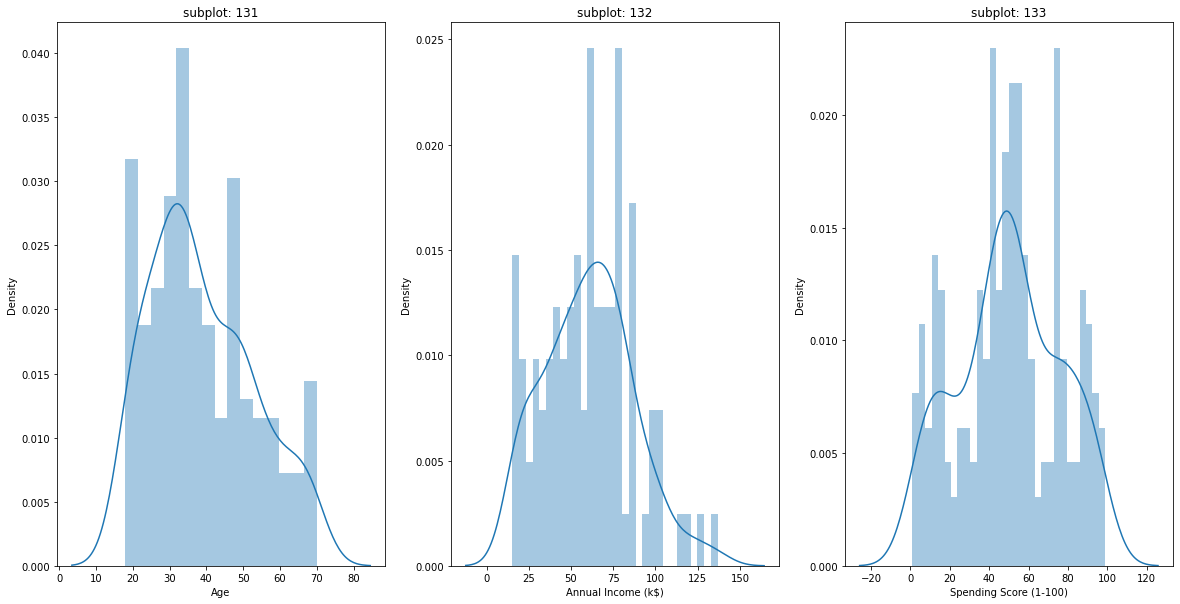 subplot: 131
0.040
0.035
0.030
0.025
0.020
0.015
0.010
0.005
0.000
Density
0 10 20 30 40 50 60 70 80
Age
subplot: 132
0.025
0.020
0.015
0.010
0.005
0.000
Density
0 25 50 75 100 125 150
Annual Income (k$)
subplot: 133
0.020
0.015
0.010
0.005
0.000
Density
−20 0 20 40 60 80 100 120
Spending Score (1-100)